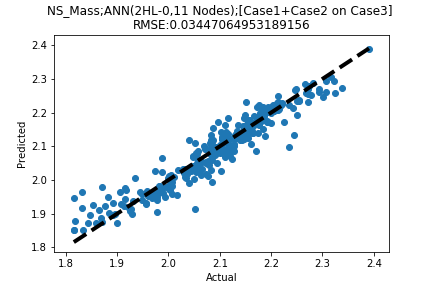 NS_Mass;ANN(2HL-0,11 Nodes);[Case1+Case2 on Case3]
RMSE:0.03447064953189156
2.4
2.3
2.2
2.1
2.0
1.9
1.8
Predicted
1.8 1.9 2.0 2.1 2.2 2.3 2.4
Actual